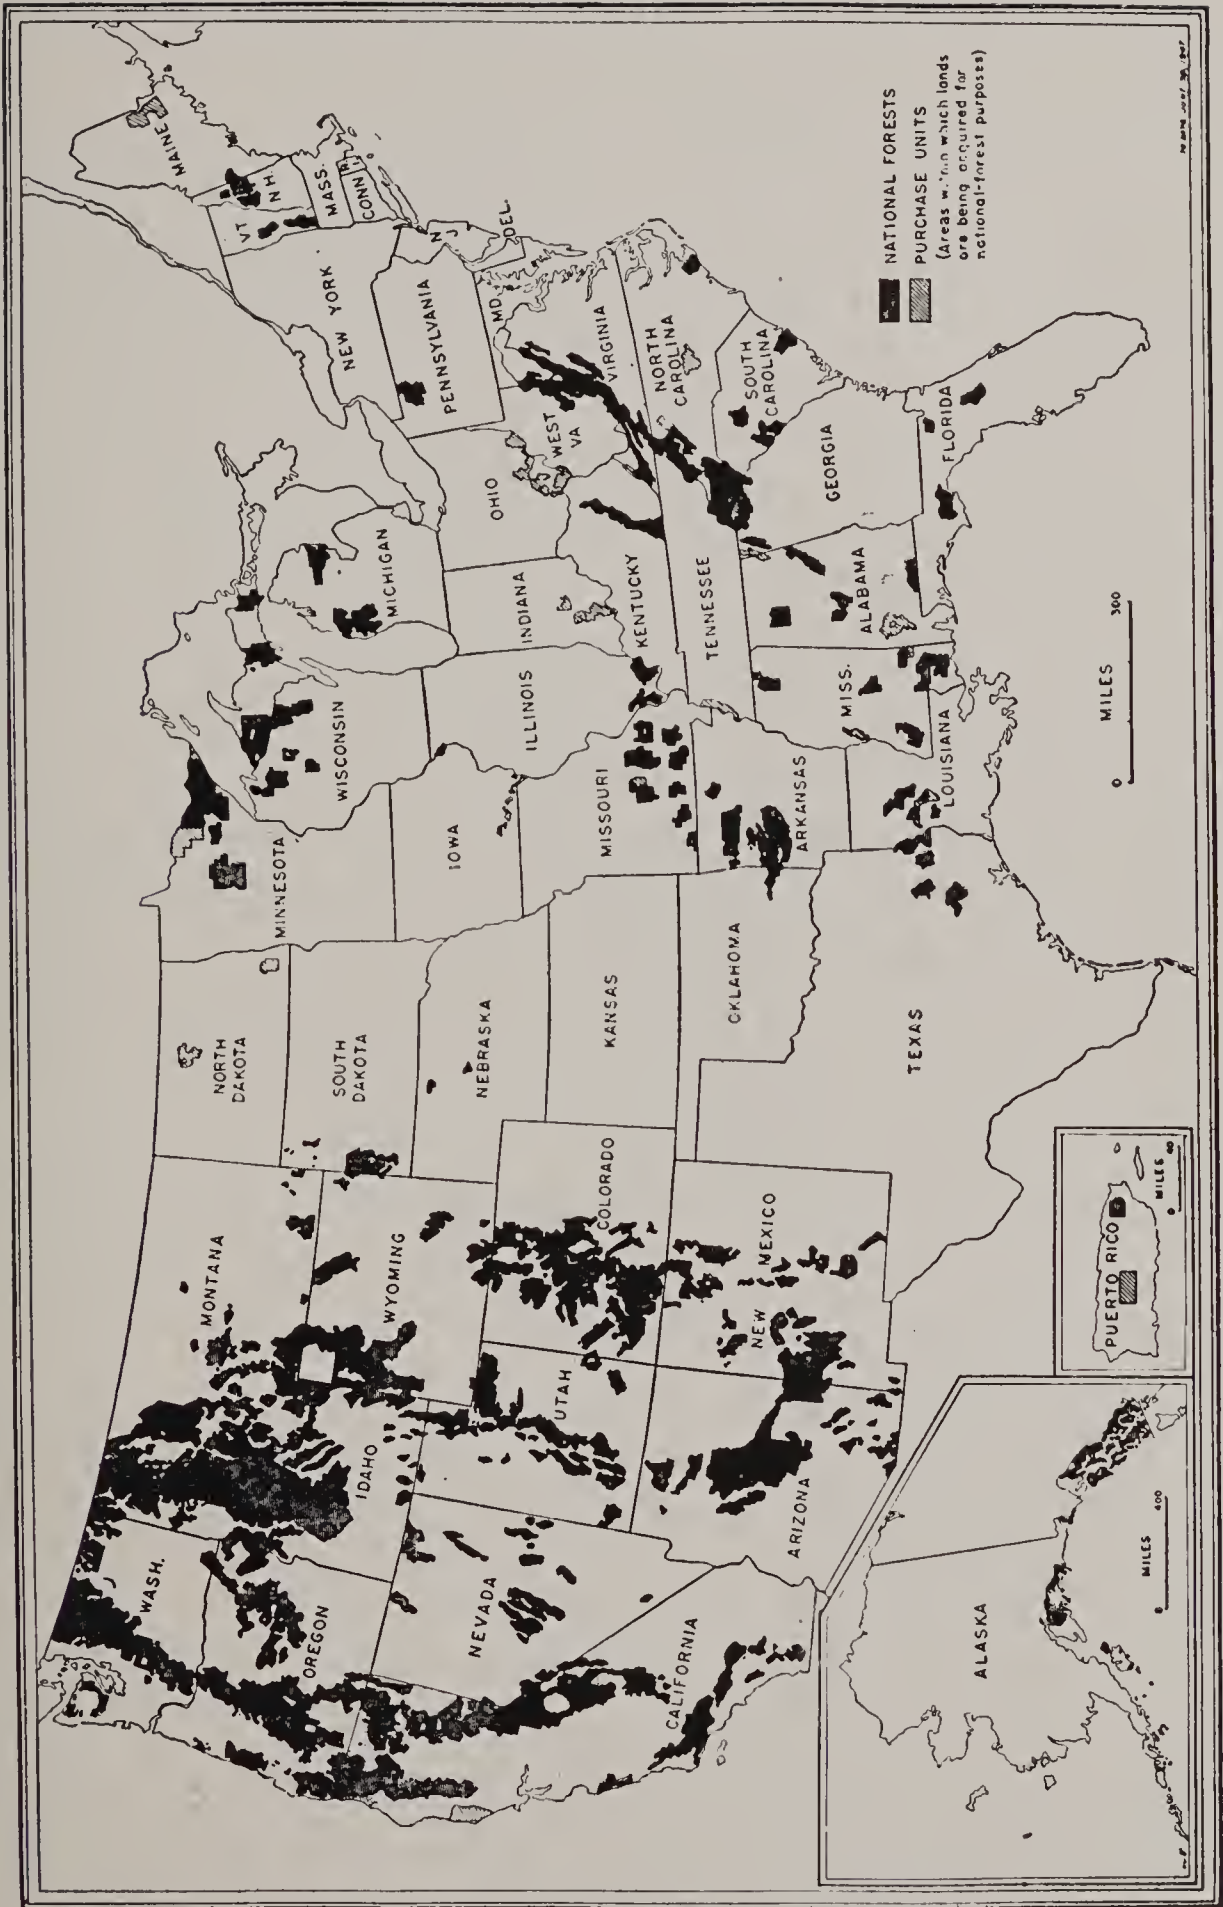 WASH.
OREGON
CALIFORNIA
NEVADA
IDAHO
MONTANA
WYOMING
UTAH
COLORADO
ARIZONA
NEW
MEXICO
NORTH
DAKOTA
SOUTH
DAKOTA
NEBRASKA
KANSAS
OKLAHOMA
TEXAS
MINNESOTA
IOWA
MISSOURI
ARKANSAS
LOUISIANA
WISCONSIN
ILLINOIS
MICHIGAN
INDIANA
OHIO
KENTUCKY
TENNESSEE
MISS.
ALABAMA
GEORGIA
FLORIDA
SOUTH
CAROLINA
NORTH
CAROLINA
VIRGINIA
WEST
VA
MD.
DEL.
PENNSYLVANIA
N
J
NEW YORK
CONN
R.I.
MASS.
VT
N H.
MAINE
NATIONAL FORESTS
PURCHASE UNITS
(Areas within which lands
are being acquired for
national-forest purposes)
0 300
MILES
ALASKA
0 400
MILES
PUERTO RICO
0 40
MILES